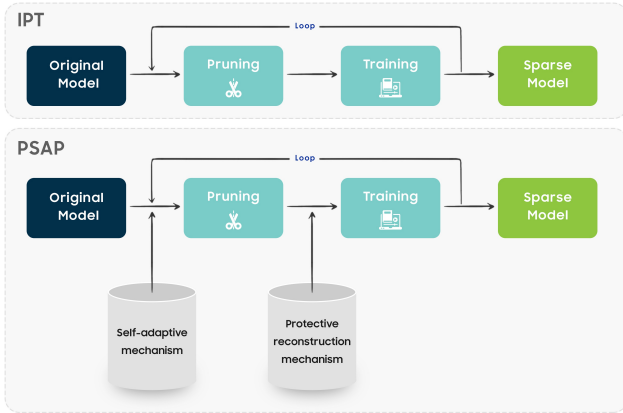 IPT
Loop
Original
Model
Pruning
Training
Sparse
Model
PSAP
Loop
Original
Model
Pruning
Training
Sparse
Model
Self-adaptive
mechanism
Protective
reconstruction
mechanism